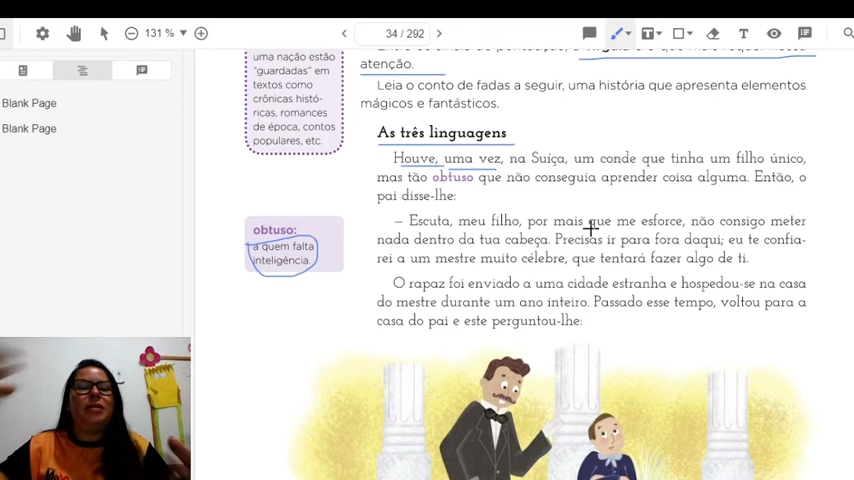 131 %
34 / 292
Blank Page
Blank Page
uma nação estão
"guardadas" em
textos como
crônicas histó-
ricas, romances
de época, contos
populares, etc.
atenção.
Leia o conto de fadas a seguir, uma história que apresenta elementos
mágicos e fantásticos.
As três linguagens
Houve, uma vez, na Suíça, um conde que tinha um filho único,
mas tão obtuso que não conseguia aprender coisa alguma. Então, o
pai disse-lhe:
– Escuta, meu filho, por mais que me esforce, não consigo meter
nada dentro da tua cabeça. Precisas ir para fora daqui; eu te confia-
rei a um mestre muito célebre, que tentará fazer algo de ti.
obtuso:
a quem falta
inteligência.
O rapaz foi enviado a uma cidade estranha e hospedou-se na casa
do mestre durante um ano inteiro. Passado esse tempo, voltou para a
casa do pai e este perguntou-lhe: